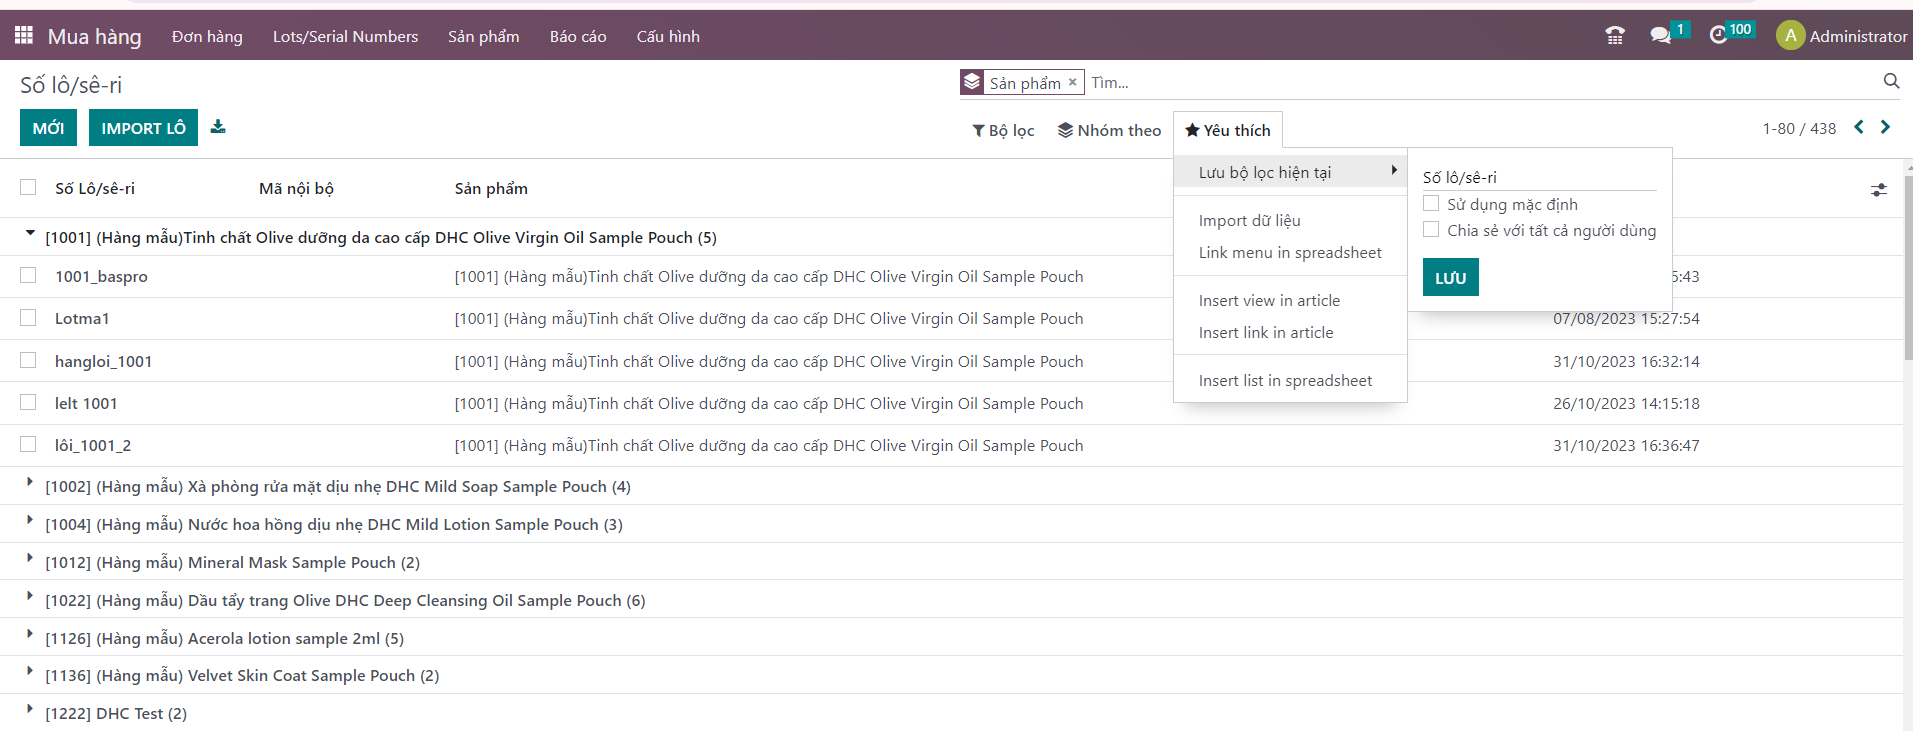 Mua hàng Đơn hàng Lots/Serial Numbers Sản phẩm Báo cáo Cấu hình 1 100 A Administrator
Số lô/sê-ri
Sản phẩm × Tìm...
MỚI IMPORT LÔ
Bộ lọc Nhóm theo Yêu thích 1-80 / 438
Lưu bộ lọc hiện tại
Import dữ liệu
Link menu in spreadsheet
Insert view in article
Insert link in article
Insert list in spreadsheet
Số lô/sê-ri
Sử dụng mặc định
Chia sẻ với tất cả người dùng
LƯU
Số Lô/sê-ri Mã nội bộ Sản phẩm
[1001] (Hàng mẫu)Tinh chất Olive dưỡng da cao cấp DHC Olive Virgin Oil Sample Pouch (5)
1001_baspro [1001] (Hàng mẫu)Tinh chất Olive dưỡng da cao cấp DHC Olive Virgin Oil Sample Pouch :43
Lotma1 [1001] (Hàng mẫu)Tinh chất Olive dưỡng da cao cấp DHC Olive Virgin Oil Sample Pouch 07/08/2023 15:27:54
hangloi_1001 [1001] (Hàng mẫu)Tinh chất Olive dưỡng da cao cấp DHC Olive Virgin Oil Sample Pouch 31/10/2023 16:32:14
lelt 1001 [1001] (Hàng mẫu)Tinh chất Olive dưỡng da cao cấp DHC Olive Virgin Oil Sample Pouch 26/10/2023 14:15:18
lôi_1001_2 [1001] (Hàng mẫu)Tinh chất Olive dưỡng da cao cấp DHC Olive Virgin Oil Sample Pouch 31/10/2023 16:36:47
[1002] (Hàng mẫu) Xà phòng rửa mặt dịu nhẹ DHC Mild Soap Sample Pouch (4)
[1004] (Hàng mẫu) Nước hoa hồng dịu nhẹ DHC Mild Lotion Sample Pouch (3)
[1012] (Hàng mẫu) Mineral Mask Sample Pouch (2)
[1022] (Hàng mẫu) Dầu tẩy trang Olive DHC Deep Cleansing Oil Sample Pouch (6)
[1126] (Hàng mẫu) Acerola lotion sample 2ml (5)
[1136] (Hàng mẫu) Velvet Skin Coat Sample Pouch (2)
[1222] DHC Test (2)